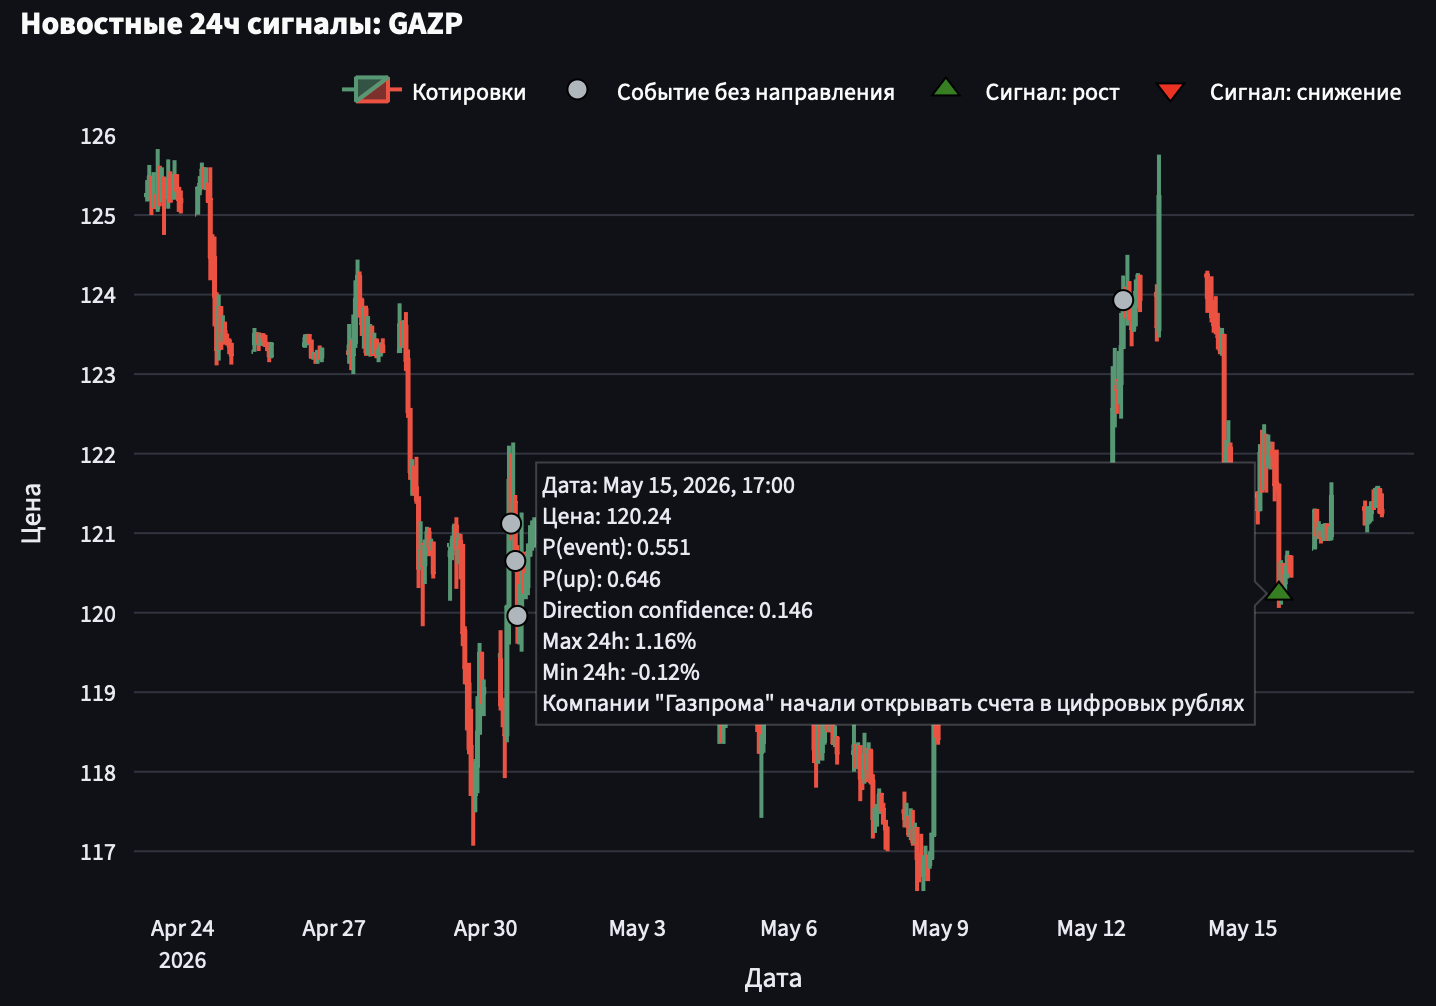 Новостные 24ч сигналы: GAZP
Котировки
Событие без направления
Сигнал: рост
Сигнал: снижение
126
125
124
123
122
121
120
119
118
117
Цена
Дата: May 15, 2026, 17:00
Цена: 120.24
P(event): 0.551
P(up): 0.646
Direction confidence: 0.146
Max 24h: 1.16%
Min 24h: -0.12%
Компании "Газпрома" начали открывать счета в цифровых рублях
Apr 24
2026
Apr 27
Apr 30
May 3
May 6
May 9
May 12
May 15
Дата